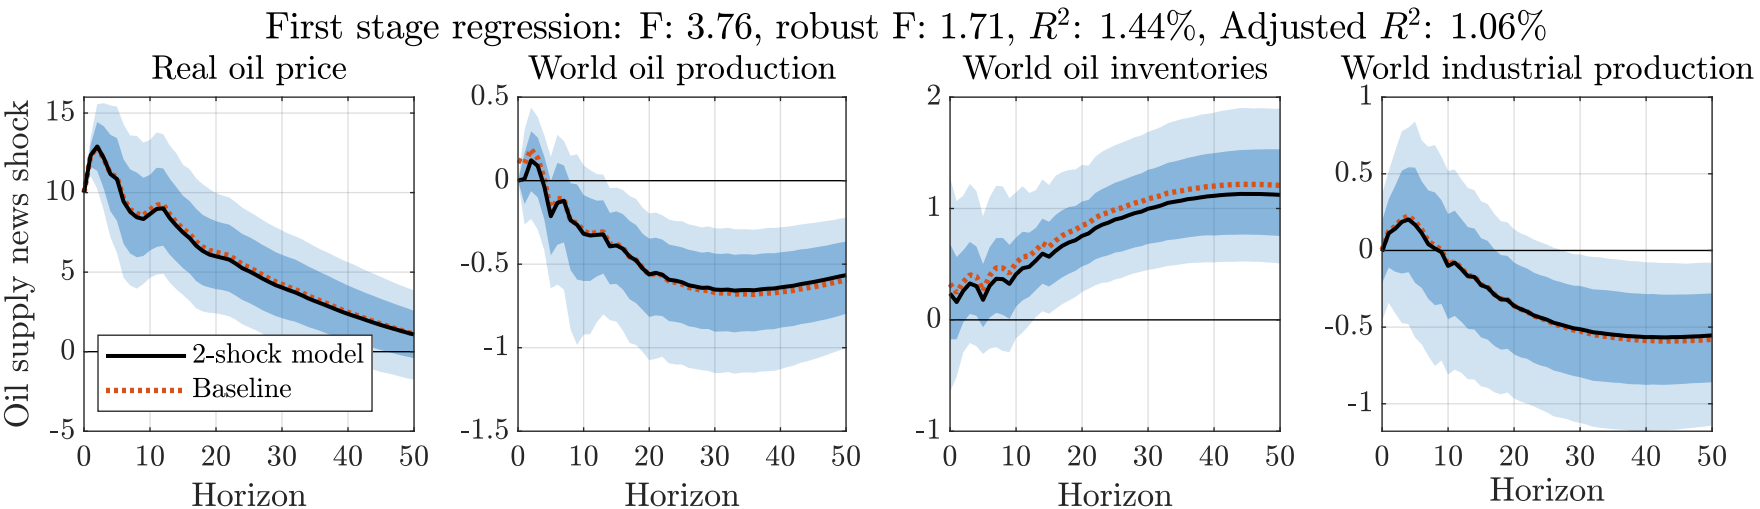 First stage regression: F: 3.76, robust F: 1.71, R²: 1.44%, Adjusted R²: 1.06%
Real oil price
World oil production
World oil inventories
World industrial production
Oil supply news shock
15
10
5
0
-5
0 10 20 30 40 50
Horizon
2-shock model
Baseline
0.5
0
-0.5
-1
-1.5
0 10 20 30 40 50
Horizon
2
1
0
-1
0 10 20 30 40 50
Horizon
1
0.5
0
-0.5
-1
0 10 20 30 40 50
Horizon